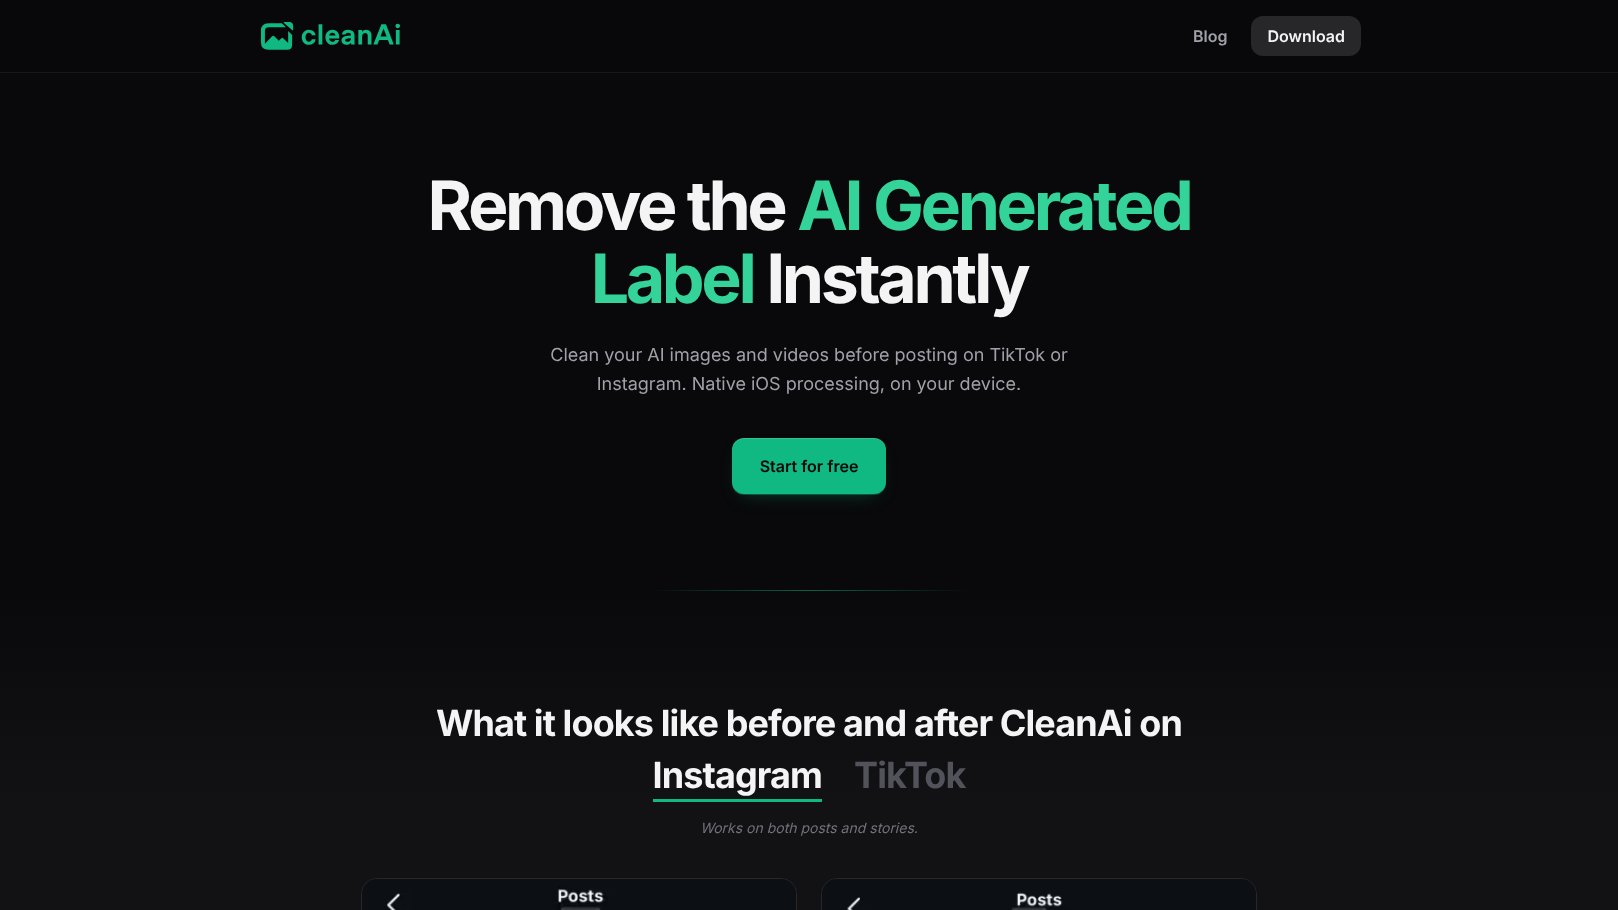 cleanAi
Blog
Download
Remove the AI Generated
Label Instantly
Clean your AI images and videos before posting on TikTok or
Instagram. Native iOS processing, on your device.
Start for free
What it looks like before and after CleanAi on
Instagram
TikTok
Works on both posts and stories.
Posts
Posts